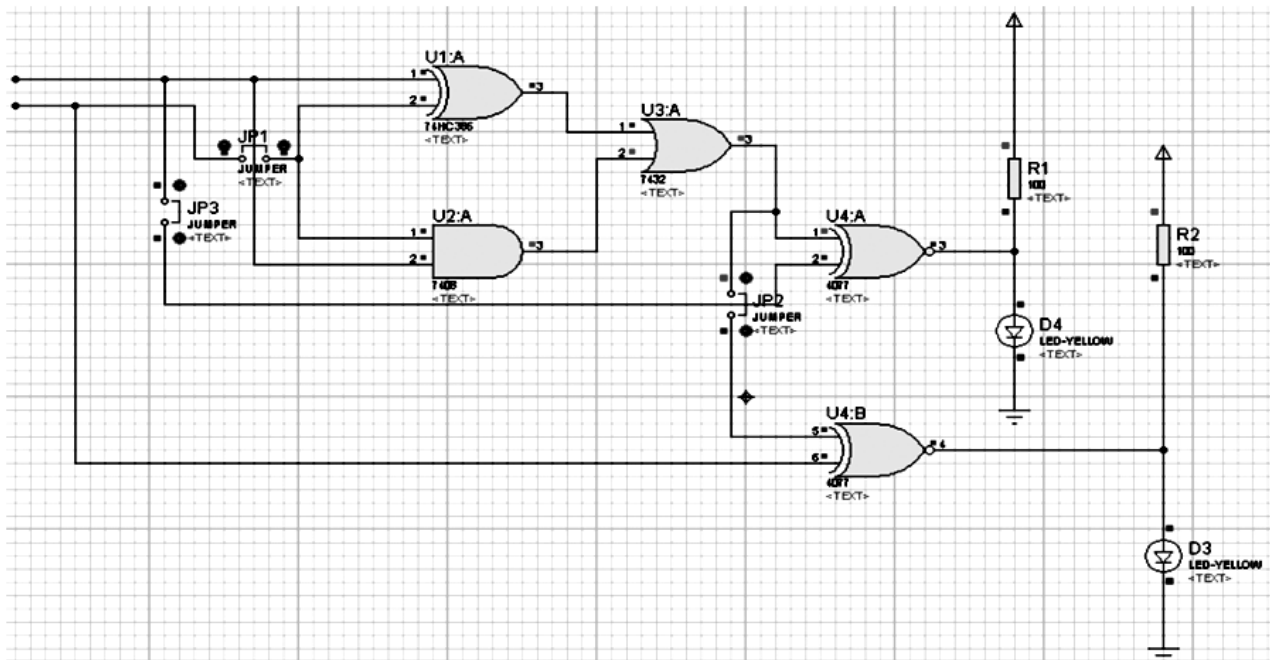 U1:A
1
2
3
74HC386
<TEXT>
JP1
JUMPER
<TEXT>
JP3
JUMPER
<TEXT>
U3:A
1
2
3
7432
<TEXT>
U2:A
1
2
3
7408
<TEXT>
U4:A
1
2
3
4077
<TEXT>
JP2
JUMPER
<TEXT>
R1
100
<TEXT>
R2
100
<TEXT>
D4
LED-YELLOW
<TEXT>
U4:B
5
6
4
4077
<TEXT>
D3
LED-YELLOW
<TEXT>